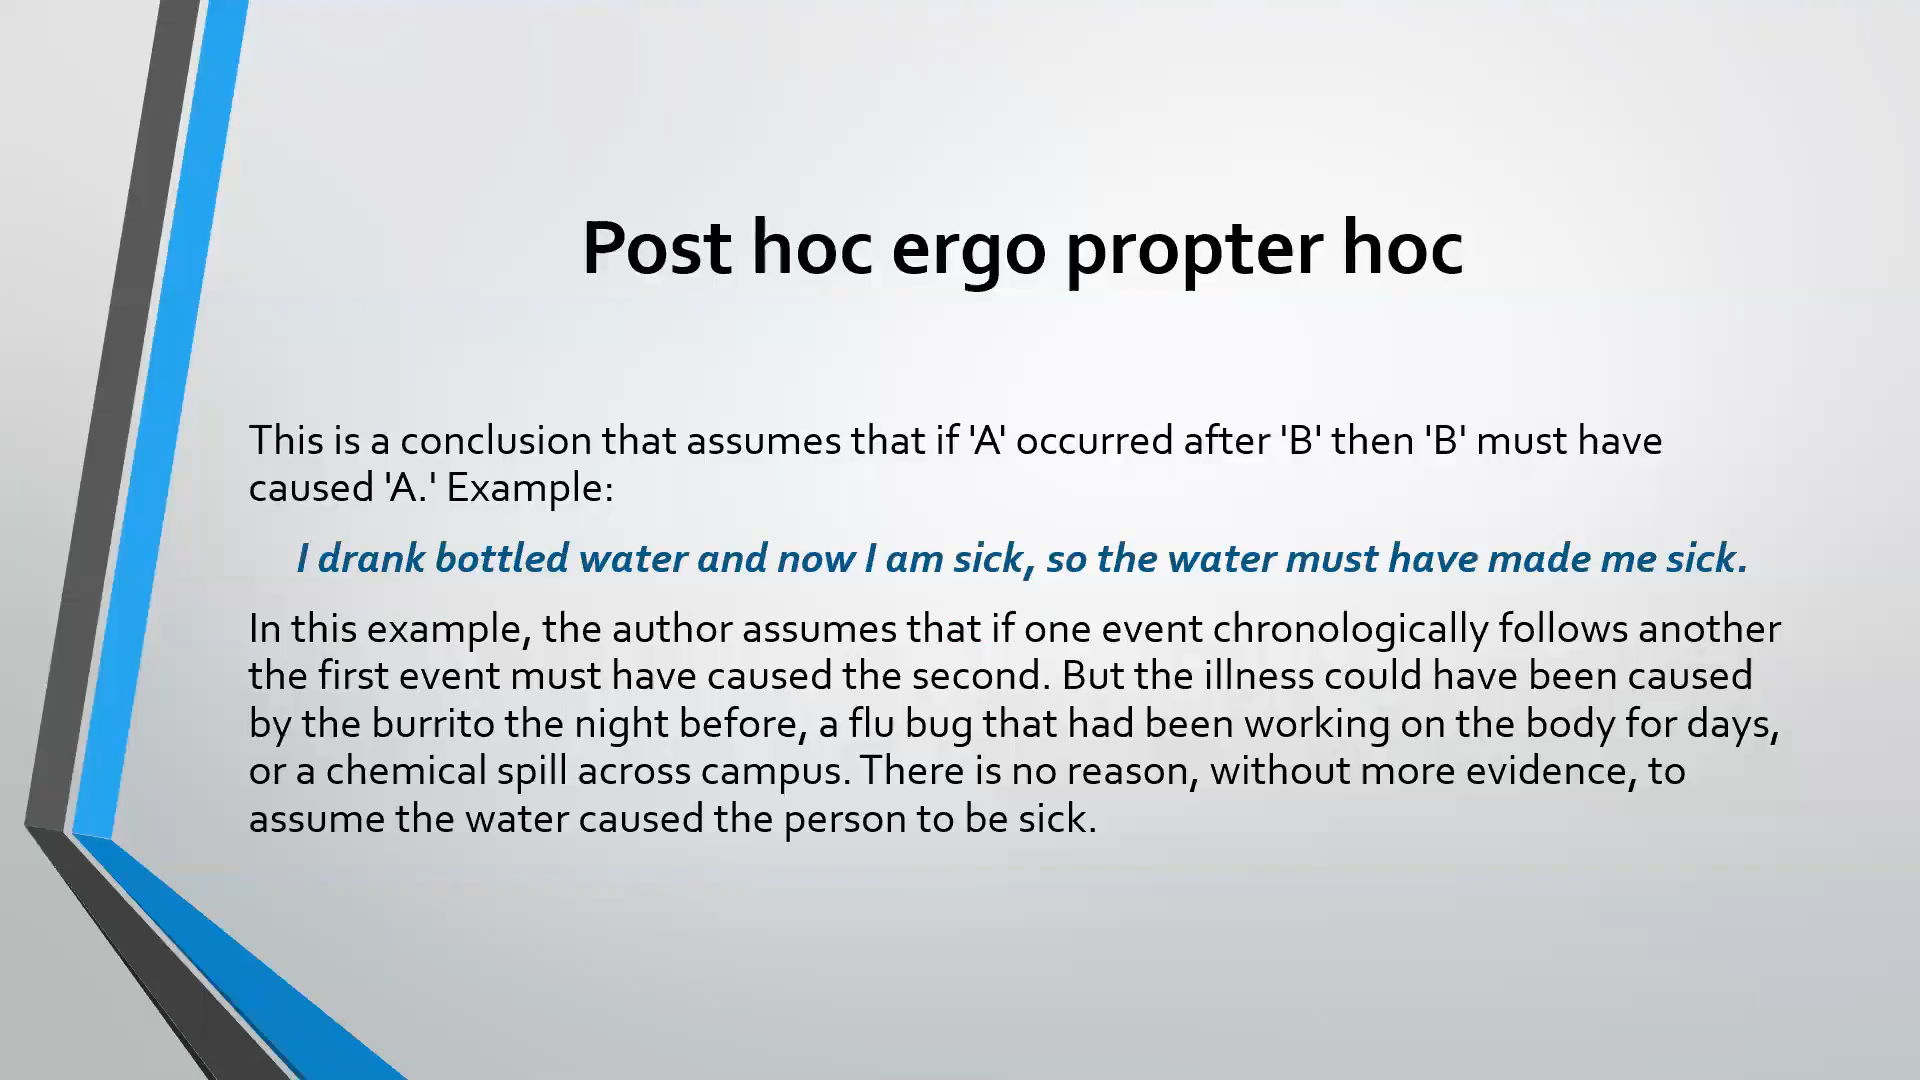 Post hoc ergo propter hoc
This is a conclusion that assumes that if 'A' occurred after 'B' then 'B' must have
caused 'A.' Example:
I drank bottled water and now I am sick, so the water must have made me sick.
In this example, the author assumes that if one event chronologically follows another
the first event must have caused the second. But the illness could have been caused
by the burrito the night before, a flu bug that had been working on the body for days,
or a chemical spill across campus. There is no reason, without more evidence, to
assume the water caused the person to be sick.